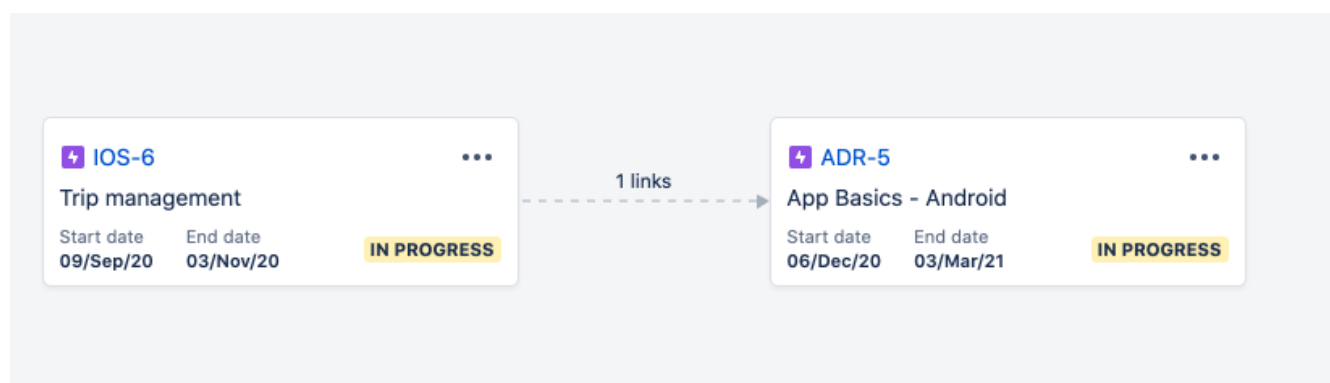 IOS-6
Trip management
Start date End date
09/Sep/20 03/Nov/20
IN PROGRESS
1 links
ADR-5
App Basics - Android
Start date End date
06/Dec/20 03/Mar/21
IN PROGRESS